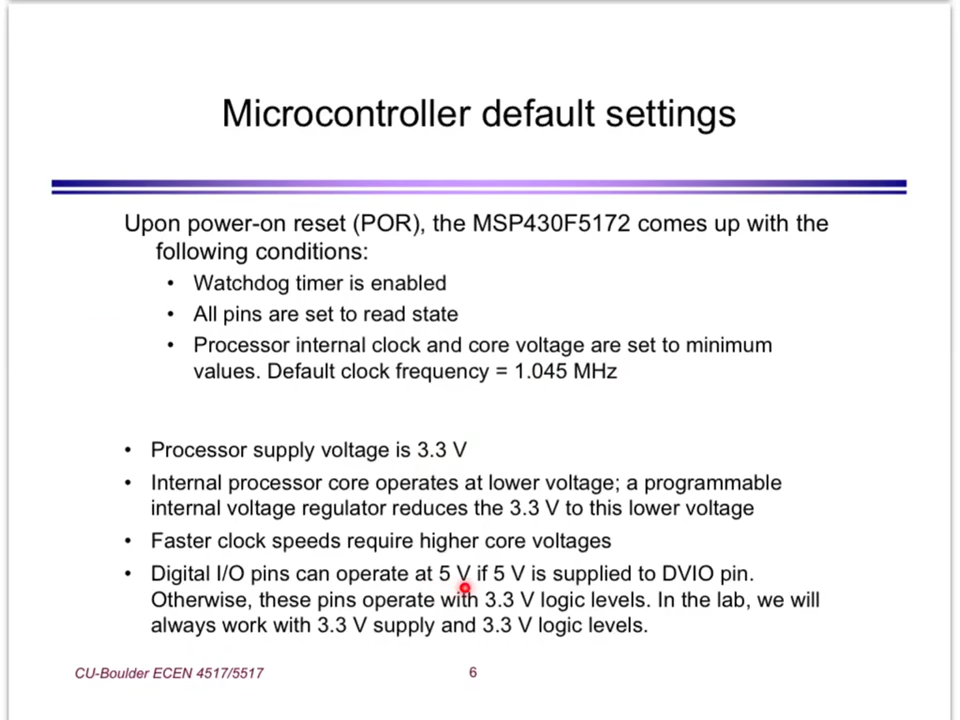 Microcontroller default settings
Upon power-on reset (POR), the MSP430F5172 comes up with the
following conditions:
• Watchdog timer is enabled
• All pins are set to read state
• Processor internal clock and core voltage are set to minimum
values. Default clock frequency = 1.045 MHz
• Processor supply voltage is 3.3 V
• Internal processor core operates at lower voltage; a programmable
internal voltage regulator reduces the 3.3 V to this lower voltage
• Faster clock speeds require higher core voltages
• Digital I/O pins can operate at 5 V if 5 V is supplied to DVIO pin.
Otherwise, these pins operate with 3.3 V logic levels. In the lab, we will
always work with 3.3 V supply and 3.3 V logic levels.
CU-Boulder ECEN 4517/5517
6